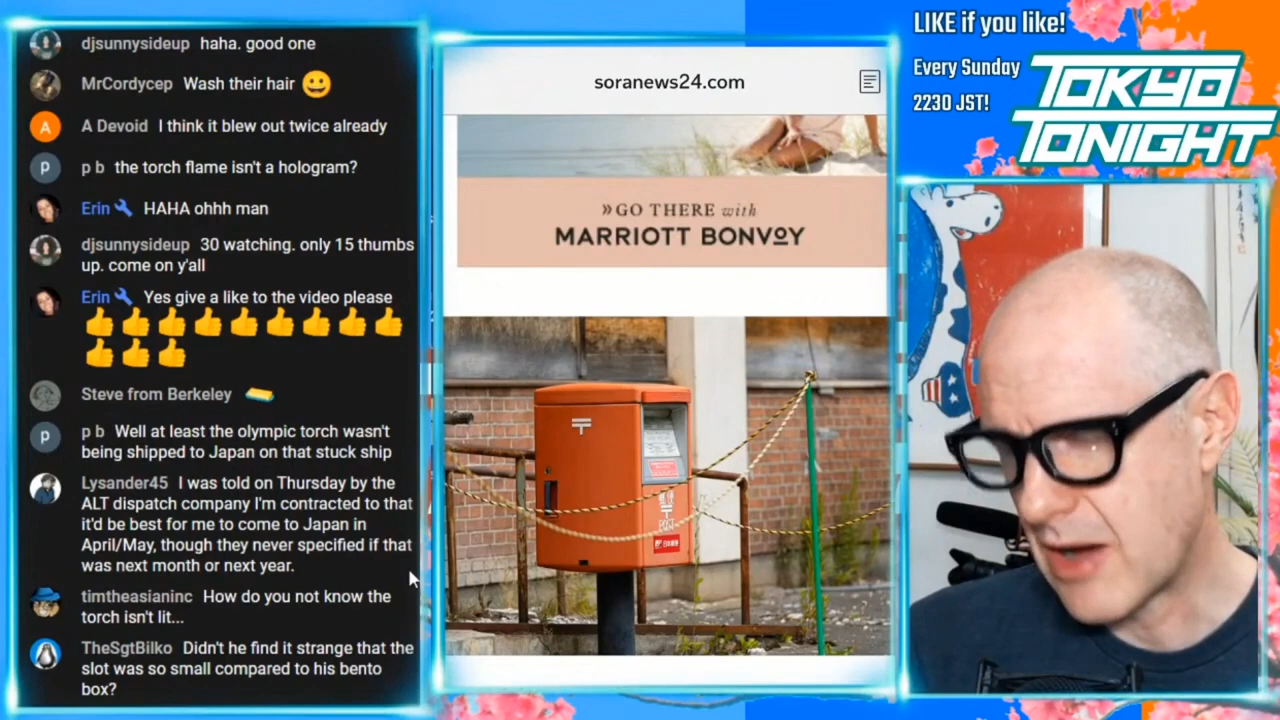 djsunnysideup haha. good one
MrCordycep Wash their hair 😀
A
A Devoid I think it blew out twice already
p
p b the torch flame isn't a hologram?
Erin HAHA ohhh man
djsunnysideup 30 watching. only 15 thumbs
up. come on y'all
Erin Yes give a like to the video please
👍👍👍👍👍👍👍👍👍
👍👍👍
Steve from Berkeley
p
p b Well at least the olympic torch wasn't
being shipped to Japan on that stuck ship
Lysander45 I was told on Thursday by the
ALT dispatch company I'm contracted to that
it'd be best for me to come to Japan in
April/May, though they never specified if that
was next month or next year.
timtheasianinc How do you not know the
torch isn't lit...
TheSgtBilko Didn't he find it strange that the
slot was so small compared to his bento
box?
soranews24.com
»GO THERE with
MARRIOTT BONVOY
〒
POST
LIKE if you like!
Every Sunday
2230 JST!
TOKYO
TONIGHT